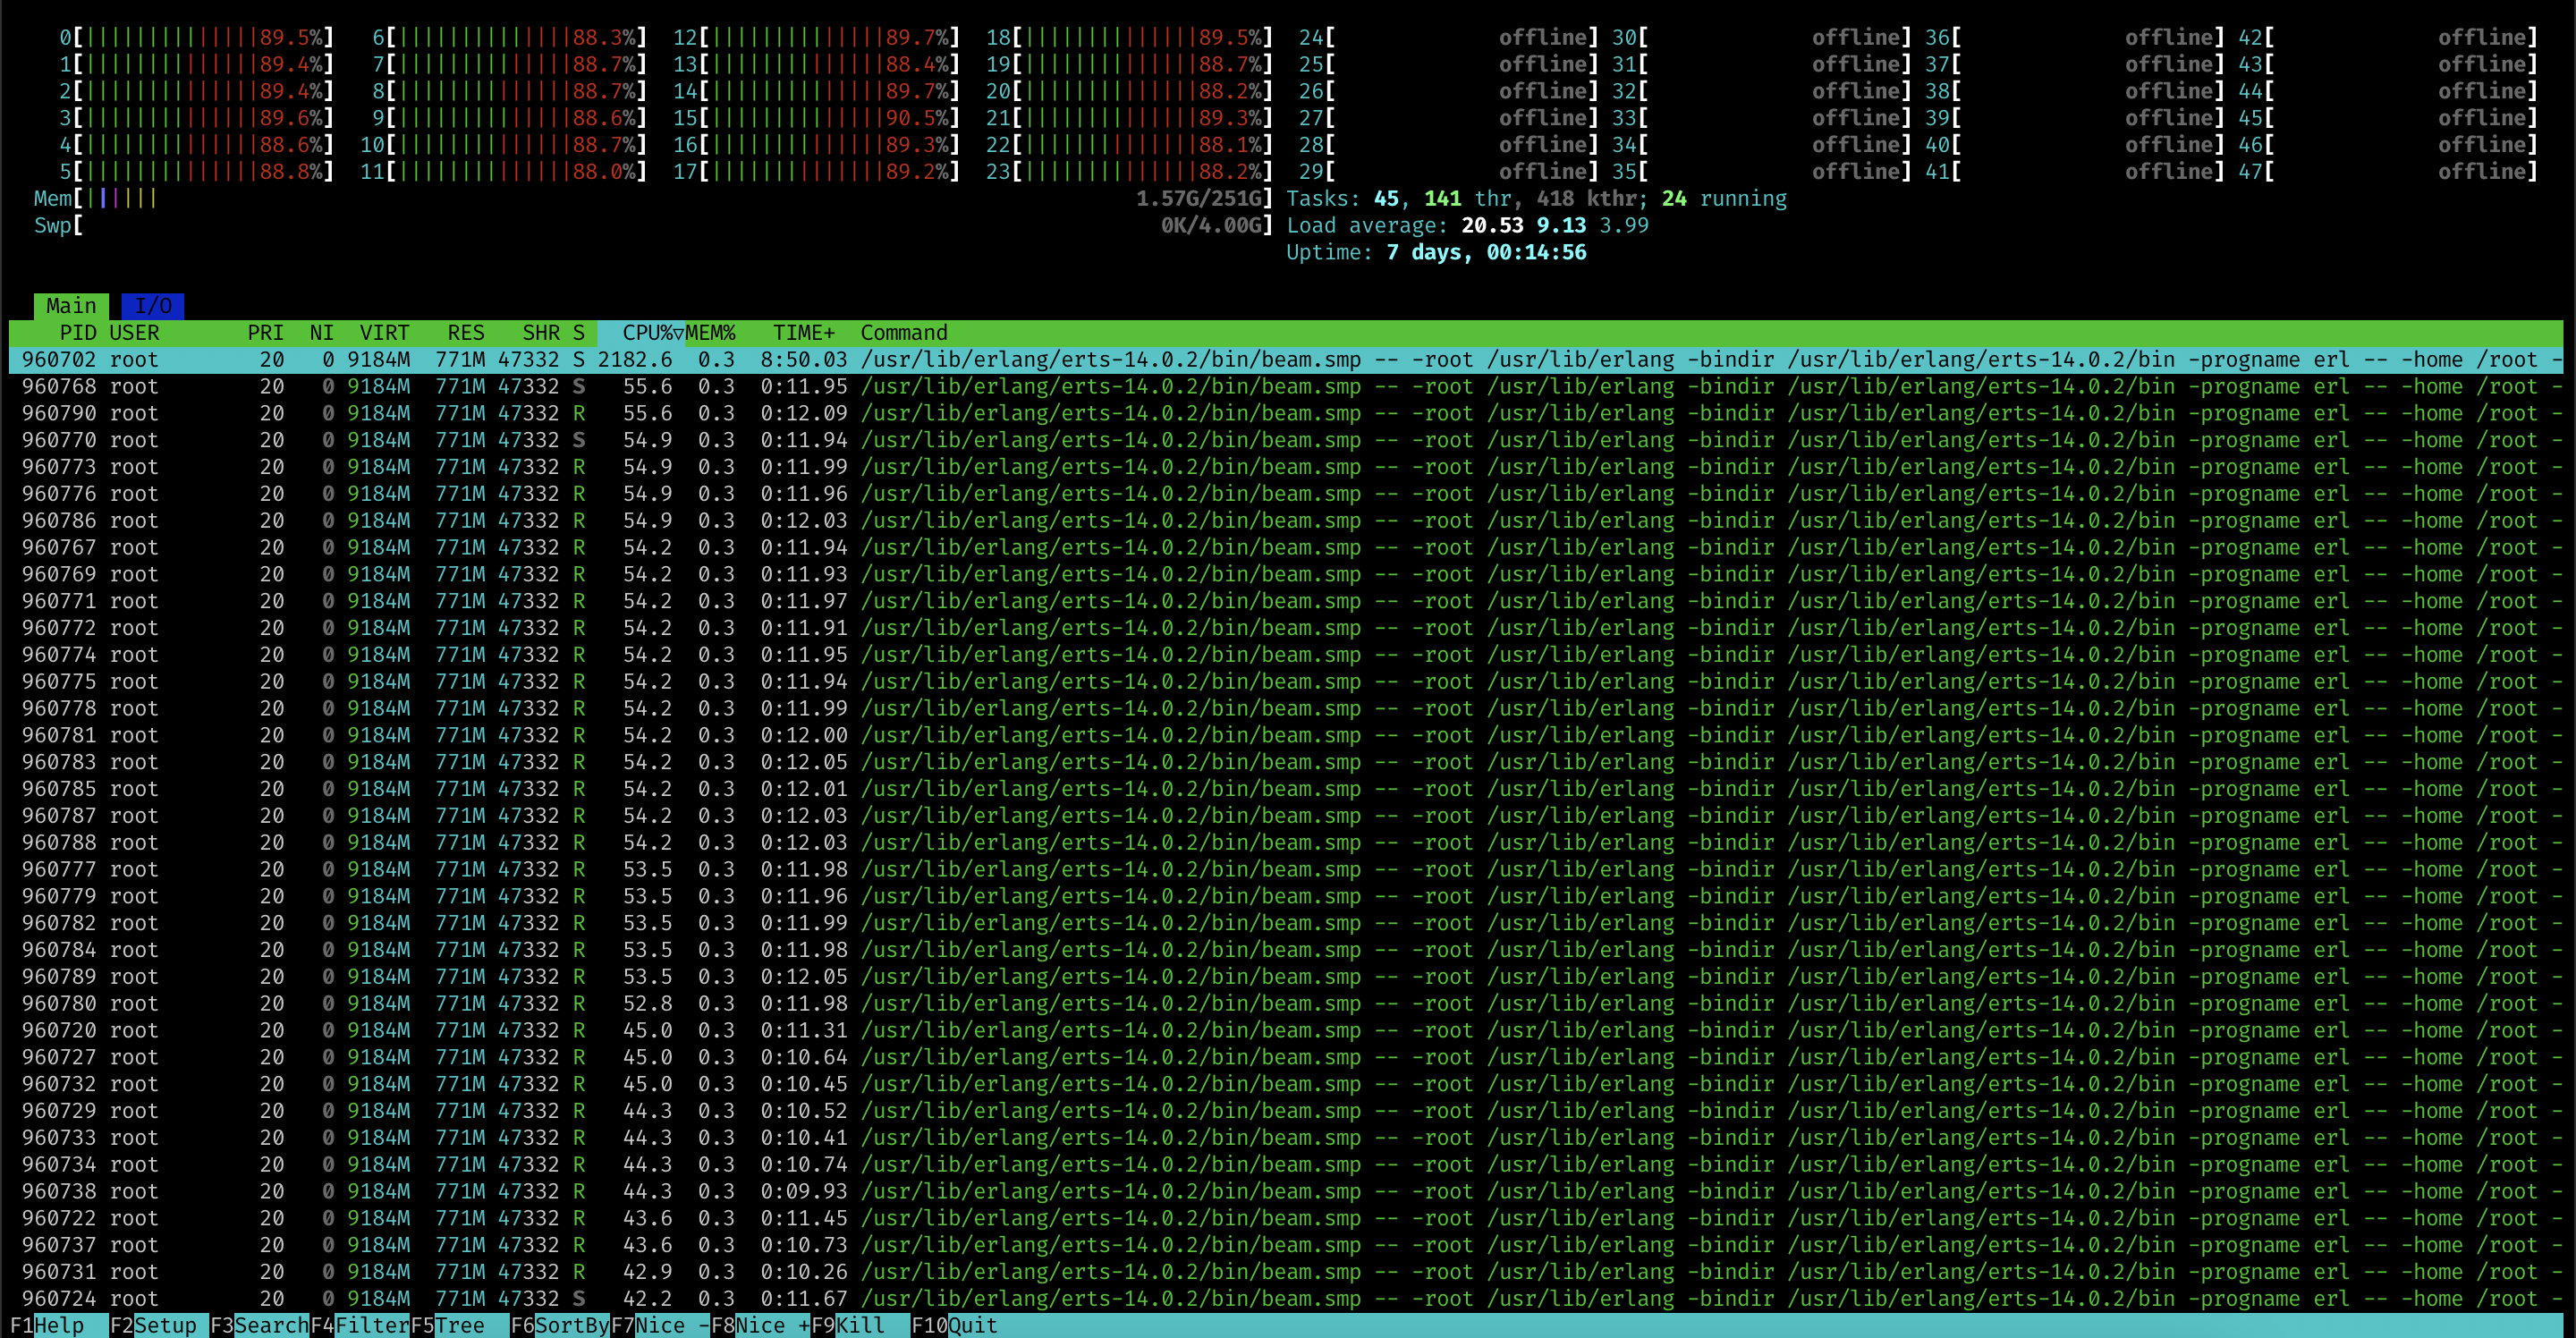 0[||||||||||||||89.5%] 6[||||||||||||||88.3%] 12[||||||||||||||89.7%] 18[||||||||||||||89.5%] 24[ offline] 30[ offline] 36[ offline] 42[ offline]
1[||||||||||||||89.4%] 7[||||||||||||||88.7%] 13[||||||||||||||88.4%] 19[||||||||||||||88.7%] 25[ offline] 31[ offline] 37[ offline] 43[ offline]
2[||||||||||||||89.4%] 8[||||||||||||||88.7%] 14[||||||||||||||89.7%] 20[||||||||||||||88.2%] 26[ offline] 32[ offline] 38[ offline] 44[ offline]
3[||||||||||||||89.6%] 9[||||||||||||||88.6%] 15[||||||||||||||90.5%] 21[||||||||||||||89.3%] 27[ offline] 33[ offline] 39[ offline] 45[ offline]
4[||||||||||||||88.6%] 10[||||||||||||||88.7%] 16[||||||||||||||89.3%] 22[||||||||||||||88.1%] 28[ offline] 34[ offline] 40[ offline] 46[ offline]
5[||||||||||||||88.8%] 11[||||||||||||||88.0%] 17[||||||||||||||89.2%] 23[||||||||||||||88.2%] 29[ offline] 35[ offline] 41[ offline] 47[ offline]
Mem[|||||| 1.57G/251G] Tasks: 45, 141 thr, 418 kthr; 24 running
Swp[ 0K/4.00G] Load average: 20.53 9.13 3.99
Uptime: 7 days, 00:14:56
Main I/O
PID USER PRI NI VIRT RES SHR S CPU%▽MEM% TIME+ Command
960702 root 20 0 9184M 771M 47332 S 2182.6 0.3 8:50.03 /usr/lib/erlang/erts-14.0.2/bin/beam.smp -- -root /usr/lib/erlang -bindir /usr/lib/erlang/erts-14.0.2/bin -progname erl -- -home /root -
960768 root 20 0 9184M 771M 47332 S 55.6 0.3 0:11.95 /usr/lib/erlang/erts-14.0.2/bin/beam.smp -- -root /usr/lib/erlang -bindir /usr/lib/erlang/erts-14.0.2/bin -progname erl -- -home /root -
960790 root 20 0 9184M 771M 47332 R 55.6 0.3 0:12.09 /usr/lib/erlang/erts-14.0.2/bin/beam.smp -- -root /usr/lib/erlang -bindir /usr/lib/erlang/erts-14.0.2/bin -progname erl -- -home /root -
960770 root 20 0 9184M 771M 47332 S 54.9 0.3 0:11.94 /usr/lib/erlang/erts-14.0.2/bin/beam.smp -- -root /usr/lib/erlang -bindir /usr/lib/erlang/erts-14.0.2/bin -progname erl -- -home /root -
960773 root 20 0 9184M 771M 47332 R 54.9 0.3 0:11.99 /usr/lib/erlang/erts-14.0.2/bin/beam.smp -- -root /usr/lib/erlang -bindir /usr/lib/erlang/erts-14.0.2/bin -progname erl -- -home /root -
960776 root 20 0 9184M 771M 47332 R 54.9 0.3 0:11.96 /usr/lib/erlang/erts-14.0.2/bin/beam.smp -- -root /usr/lib/erlang -bindir /usr/lib/erlang/erts-14.0.2/bin -progname erl -- -home /root -
960786 root 20 0 9184M 771M 47332 R 54.9 0.3 0:12.03 /usr/lib/erlang/erts-14.0.2/bin/beam.smp -- -root /usr/lib/erlang -bindir /usr/lib/erlang/erts-14.0.2/bin -progname erl -- -home /root -
960767 root 20 0 9184M 771M 47332 R 54.2 0.3 0:11.94 /usr/lib/erlang/erts-14.0.2/bin/beam.smp -- -root /usr/lib/erlang -bindir /usr/lib/erlang/erts-14.0.2/bin -progname erl -- -home /root -
960769 root 20 0 9184M 771M 47332 R 54.2 0.3 0:11.93 /usr/lib/erlang/erts-14.0.2/bin/beam.smp -- -root /usr/lib/erlang -bindir /usr/lib/erlang/erts-14.0.2/bin -progname erl -- -home /root -
960771 root 20 0 9184M 771M 47332 R 54.2 0.3 0:11.97 /usr/lib/erlang/erts-14.0.2/bin/beam.smp -- -root /usr/lib/erlang -bindir /usr/lib/erlang/erts-14.0.2/bin -progname erl -- -home /root -
960772 root 20 0 9184M 771M 47332 R 54.2 0.3 0:11.91 /usr/lib/erlang/erts-14.0.2/bin/beam.smp -- -root /usr/lib/erlang -bindir /usr/lib/erlang/erts-14.0.2/bin -progname erl -- -home /root -
960774 root 20 0 9184M 771M 47332 R 54.2 0.3 0:11.95 /usr/lib/erlang/erts-14.0.2/bin/beam.smp -- -root /usr/lib/erlang -bindir /usr/lib/erlang/erts-14.0.2/bin -progname erl -- -home /root -
960775 root 20 0 9184M 771M 47332 R 54.2 0.3 0:11.94 /usr/lib/erlang/erts-14.0.2/bin/beam.smp -- -root /usr/lib/erlang -bindir /usr/lib/erlang/erts-14.0.2/bin -progname erl -- -home /root -
960778 root 20 0 9184M 771M 47332 R 54.2 0.3 0:11.99 /usr/lib/erlang/erts-14.0.2/bin/beam.smp -- -root /usr/lib/erlang -bindir /usr/lib/erlang/erts-14.0.2/bin -progname erl -- -home /root -
960781 root 20 0 9184M 771M 47332 R 54.2 0.3 0:12.00 /usr/lib/erlang/erts-14.0.2/bin/beam.smp -- -root /usr/lib/erlang -bindir /usr/lib/erlang/erts-14.0.2/bin -progname erl -- -home /root -
960783 root 20 0 9184M 771M 47332 R 54.2 0.3 0:12.05 /usr/lib/erlang/erts-14.0.2/bin/beam.smp -- -root /usr/lib/erlang -bindir /usr/lib/erlang/erts-14.0.2/bin -progname erl -- -home /root -
960785 root 20 0 9184M 771M 47332 R 54.2 0.3 0:12.01 /usr/lib/erlang/erts-14.0.2/bin/beam.smp -- -root /usr/lib/erlang -bindir /usr/lib/erlang/erts-14.0.2/bin -progname erl -- -home /root -
960787 root 20 0 9184M 771M 47332 R 54.2 0.3 0:12.03 /usr/lib/erlang/erts-14.0.2/bin/beam.smp -- -root /usr/lib/erlang -bindir /usr/lib/erlang/erts-14.0.2/bin -progname erl -- -home /root -
960788 root 20 0 9184M 771M 47332 R 54.2 0.3 0:12.03 /usr/lib/erlang/erts-14.0.2/bin/beam.smp -- -root /usr/lib/erlang -bindir /usr/lib/erlang/erts-14.0.2/bin -progname erl -- -home /root -
960777 root 20 0 9184M 771M 47332 R 53.5 0.3 0:11.98 /usr/lib/erlang/erts-14.0.2/bin/beam.smp -- -root /usr/lib/erlang -bindir /usr/lib/erlang/erts-14.0.2/bin -progname erl -- -home /root -
960779 root 20 0 9184M 771M 47332 R 53.5 0.3 0:11.96 /usr/lib/erlang/erts-14.0.2/bin/beam.smp -- -root /usr/lib/erlang -bindir /usr/lib/erlang/erts-14.0.2/bin -progname erl -- -home /root -
960782 root 20 0 9184M 771M 47332 R 53.5 0.3 0:11.99 /usr/lib/erlang/erts-14.0.2/bin/beam.smp -- -root /usr/lib/erlang -bindir /usr/lib/erlang/erts-14.0.2/bin -progname erl -- -home /root -
960784 root 20 0 9184M 771M 47332 R 53.5 0.3 0:11.98 /usr/lib/erlang/erts-14.0.2/bin/beam.smp -- -root /usr/lib/erlang -bindir /usr/lib/erlang/erts-14.0.2/bin -progname erl -- -home /root -
960789 root 20 0 9184M 771M 47332 R 53.5 0.3 0:12.05 /usr/lib/erlang/erts-14.0.2/bin/beam.smp -- -root /usr/lib/erlang -bindir /usr/lib/erlang/erts-14.0.2/bin -progname erl -- -home /root -
960780 root 20 0 9184M 771M 47332 R 52.8 0.3 0:11.98 /usr/lib/erlang/erts-14.0.2/bin/beam.smp -- -root /usr/lib/erlang -bindir /usr/lib/erlang/erts-14.0.2/bin -progname erl -- -home /root -
960720 root 20 0 9184M 771M 47332 R 45.0 0.3 0:11.31 /usr/lib/erlang/erts-14.0.2/bin/beam.smp -- -root /usr/lib/erlang -bindir /usr/lib/erlang/erts-14.0.2/bin -progname erl -- -home /root -
960727 root 20 0 9184M 771M 47332 R 45.0 0.3 0:10.64 /usr/lib/erlang/erts-14.0.2/bin/beam.smp -- -root /usr/lib/erlang -bindir /usr/lib/erlang/erts-14.0.2/bin -progname erl -- -home /root -
960732 root 20 0 9184M 771M 47332 R 45.0 0.3 0:10.45 /usr/lib/erlang/erts-14.0.2/bin/beam.smp -- -root /usr/lib/erlang -bindir /usr/lib/erlang/erts-14.0.2/bin -progname erl -- -home /root -
960729 root 20 0 9184M 771M 47332 R 44.3 0.3 0:10.52 /usr/lib/erlang/erts-14.0.2/bin/beam.smp -- -root /usr/lib/erlang -bindir /usr/lib/erlang/erts-14.0.2/bin -progname erl -- -home /root -
960733 root 20 0 9184M 771M 47332 R 44.3 0.3 0:10.41 /usr/lib/erlang/erts-14.0.2/bin/beam.smp -- -root /usr/lib/erlang -bindir /usr/lib/erlang/erts-14.0.2/bin -progname erl -- -home /root -
960734 root 20 0 9184M 771M 47332 R 44.3 0.3 0:10.74 /usr/lib/erlang/erts-14.0.2/bin/beam.smp -- -root /usr/lib/erlang -bindir /usr/lib/erlang/erts-14.0.2/bin -progname erl -- -home /root -
960738 root 20 0 9184M 771M 47332 R 44.3 0.3 0:09.93 /usr/lib/erlang/erts-14.0.2/bin/beam.smp -- -root /usr/lib/erlang -bindir /usr/lib/erlang/erts-14.0.2/bin -progname erl -- -home /root -
960722 root 20 0 9184M 771M 47332 R 43.6 0.3 0:11.45 /usr/lib/erlang/erts-14.0.2/bin/beam.smp -- -root /usr/lib/erlang -bindir /usr/lib/erlang/erts-14.0.2/bin -progname erl -- -home /root -
960737 root 20 0 9184M 771M 47332 R 43.6 0.3 0:10.73 /usr/lib/erlang/erts-14.0.2/bin/beam.smp -- -root /usr/lib/erlang -bindir /usr/lib/erlang/erts-14.0.2/bin -progname erl -- -home /root -
960731 root 20 0 9184M 771M 47332 R 42.9 0.3 0:10.26 /usr/lib/erlang/erts-14.0.2/bin/beam.smp -- -root /usr/lib/erlang -bindir /usr/lib/erlang/erts-14.0.2/bin -progname erl -- -home /root -
960724 root 20 0 9184M 771M 47332 S 42.2 0.3 0:11.67 /usr/lib/erlang/erts-14.0.2/bin/beam.smp -- -root /usr/lib/erlang -bindir /usr/lib/erlang/erts-14.0.2/bin -progname erl -- -home /root -
F1Help F2Setup F3SearchF4FilterF5Tree F6SortByF7Nice -F8Nice +F9Kill F10Quit